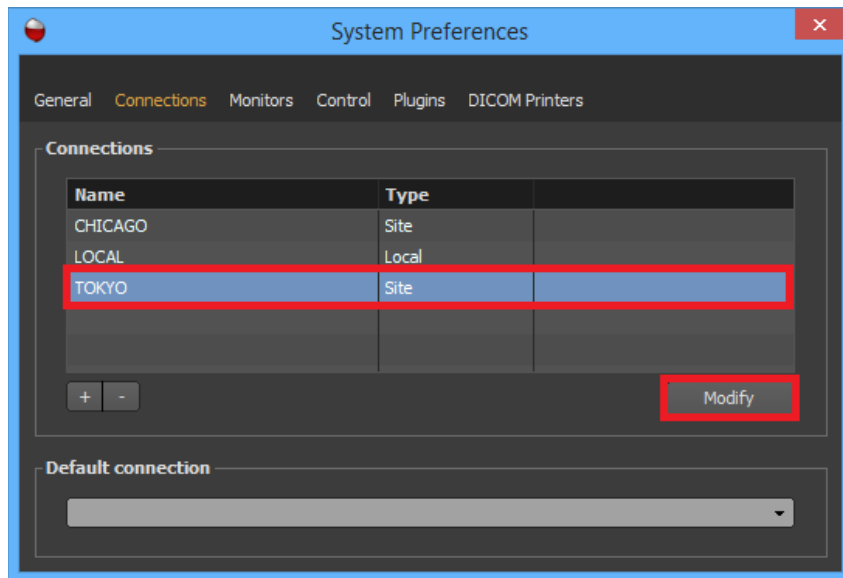 System Preferences
General Connections Monitors Control Plugins DICOM Printers
Connections
Name Type
CHICAGO Site
LOCAL Local
TOKYO Site
+ - Modify
Default connection